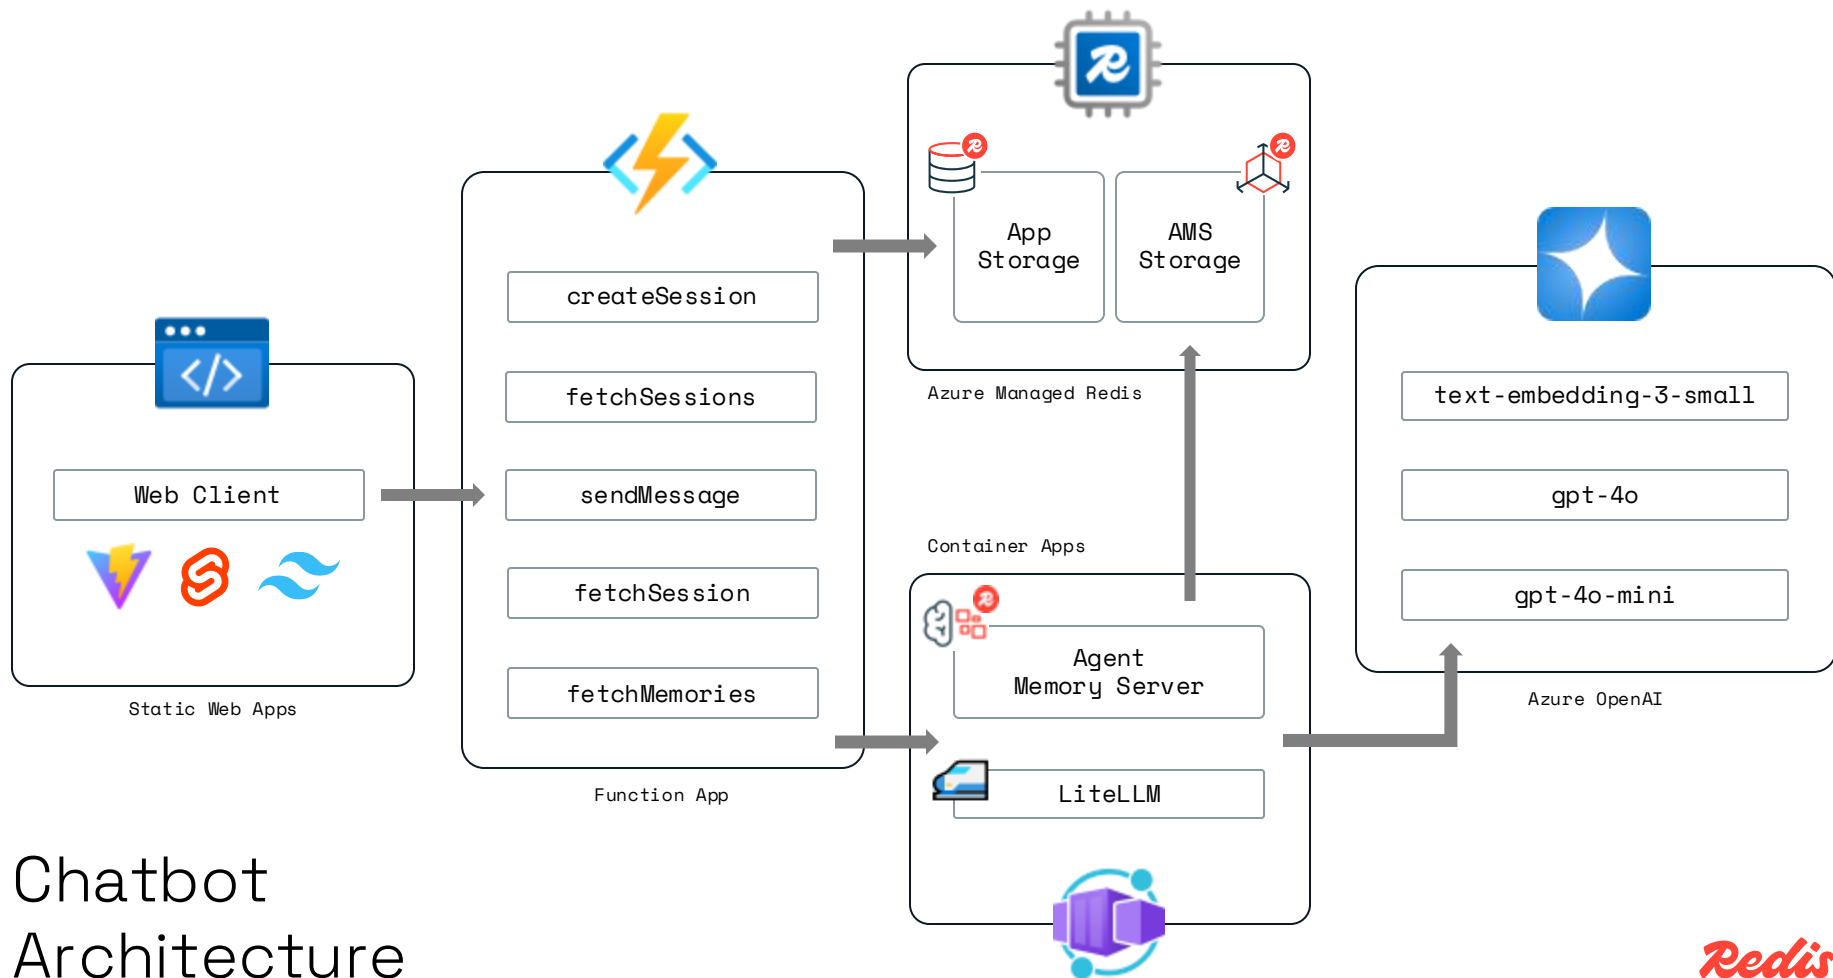 Web Client
Static Web Apps
createSession
fetchSessions
sendMessage
fetchSession
fetchMemories
Function App
App
Storage
AMS
Storage
Azure Managed Redis
Container Apps
Agent
Memory Server
LiteLLM
text-embedding-3-small
gpt-4o
gpt-4o-mini
Azure OpenAI
Chatbot
Architecture
Redis